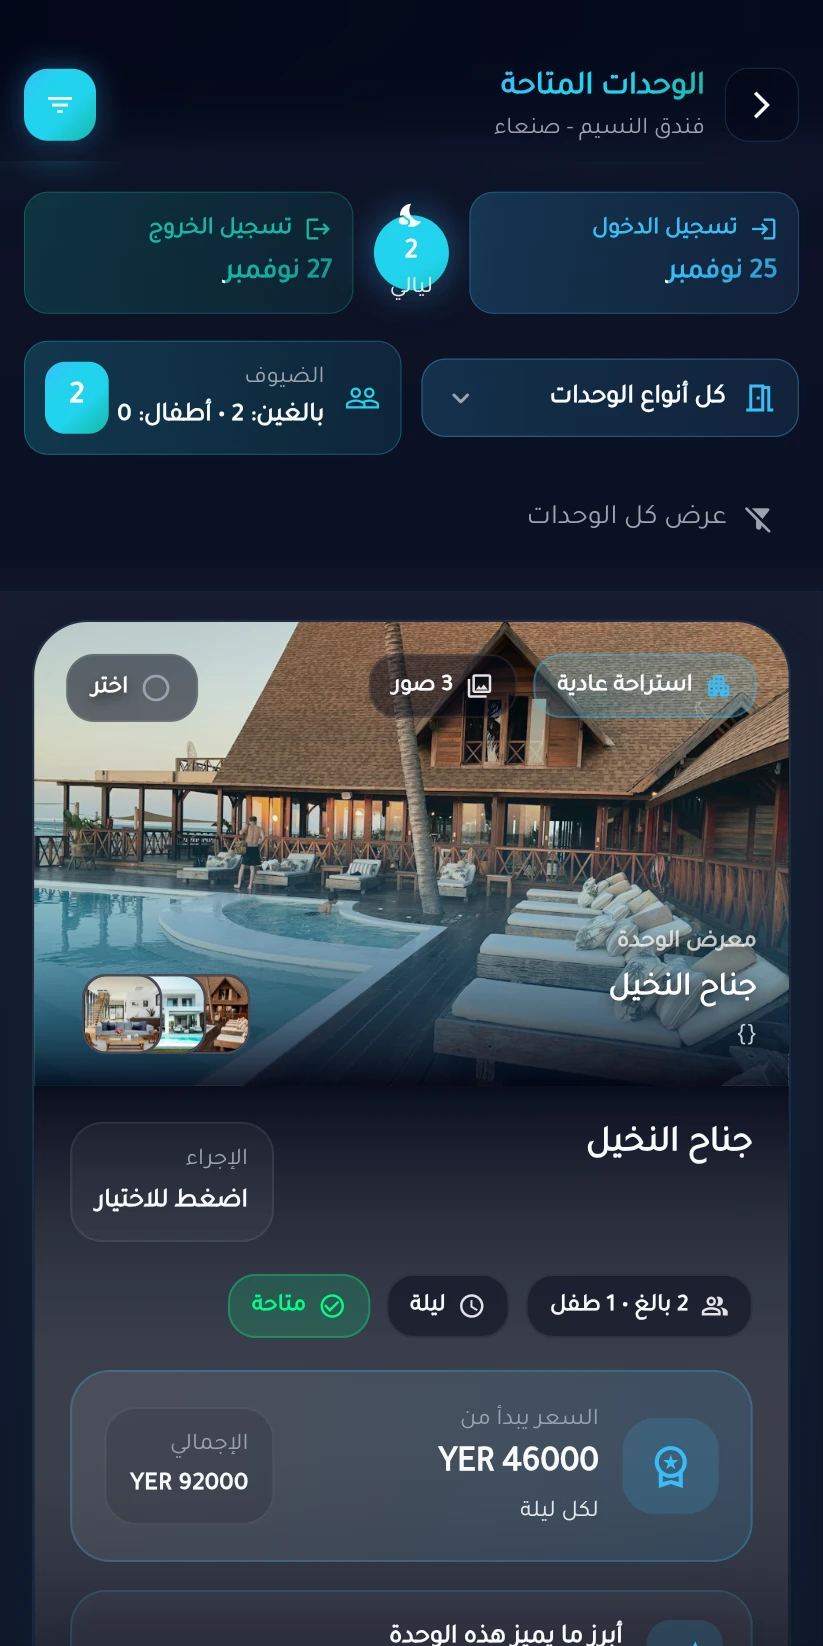 الوحدات المتاحة
فندق النسيم - صنعاء
تسجيل الدخول
25 نوفمبر
2
ليالي
تسجيل الخروج
27 نوفمبر
كل أنواع الوحدات
الضيوف
بالغين: 2 • أطفال: 0
2
عرض كل الوحدات
استراحة عادية
3 صور
اختر
معرض الوحدة
جناح النخيل
{}
جناح النخيل
الإجراء
اضغط للاختيار
2 بالغ • 1 طفل
ليلة
متاحة
السعر يبدأ من
YER 46000
لكل ليلة
الإجمالي
YER 92000
أبرز ما يميز هذه الوحدة